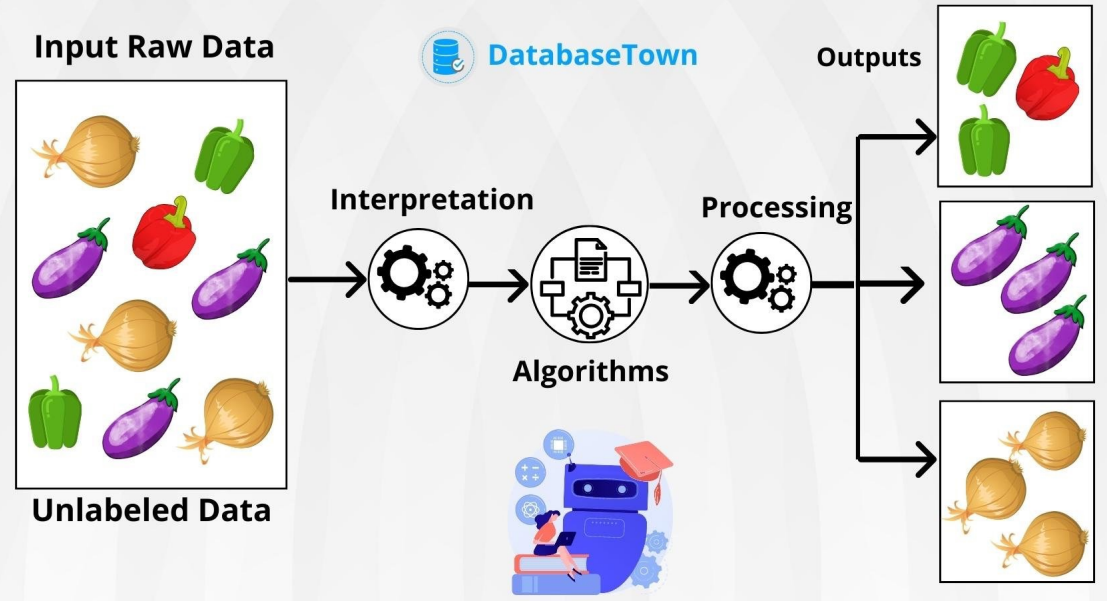 Input Raw Data
DatabaseTown
Outputs
Interpretation
Processing
Algorithms
Unlabeled Data